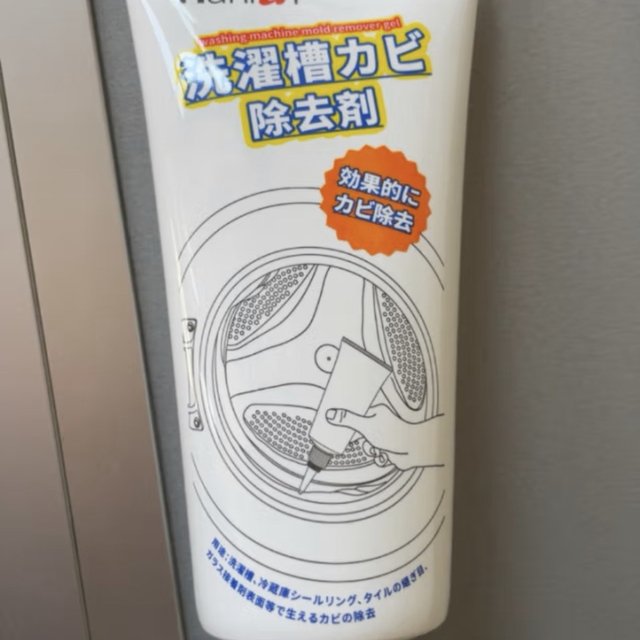 washing machine mold remover gel
洗濯槽カビ
除去剤
効果的に
カビ除去
用途:洗濯槽、冷蔵庫シールリング、タイルの継ぎ目、
ガラス接着剤表面等で生えるカビの除去